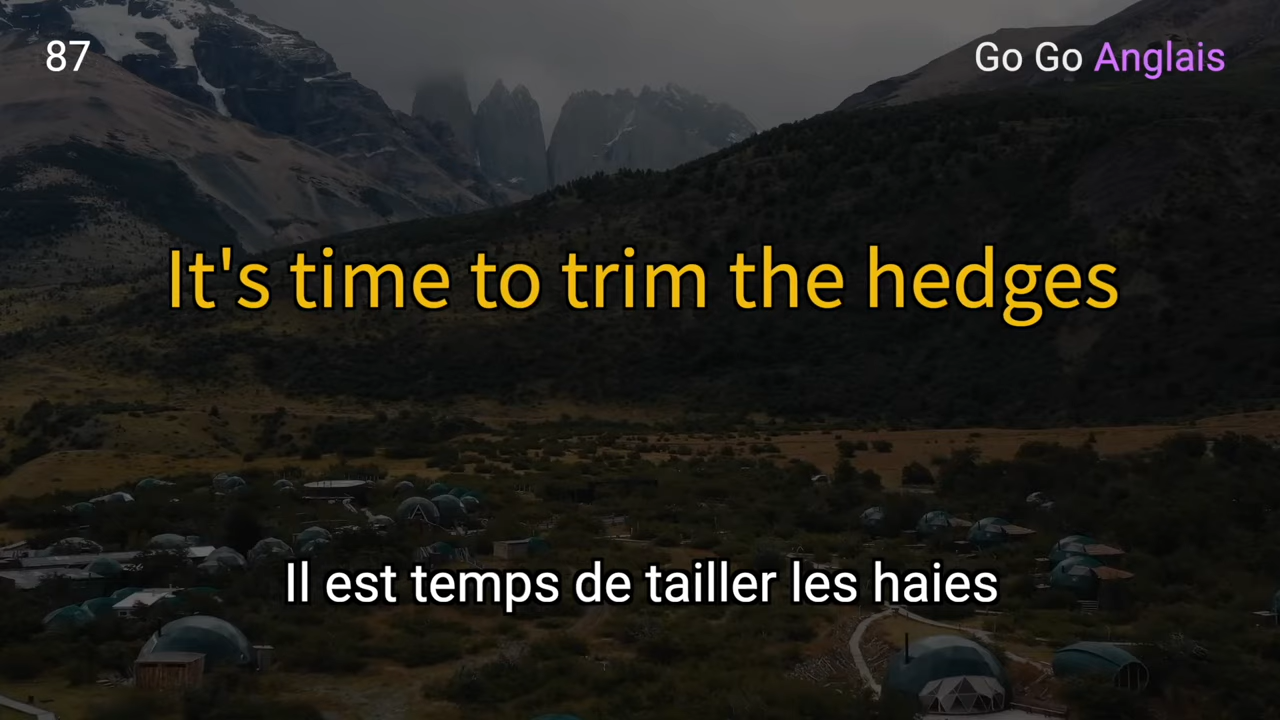 87
Go Go Anglais
It's time to trim the hedges
Il est temps de tailler les haies